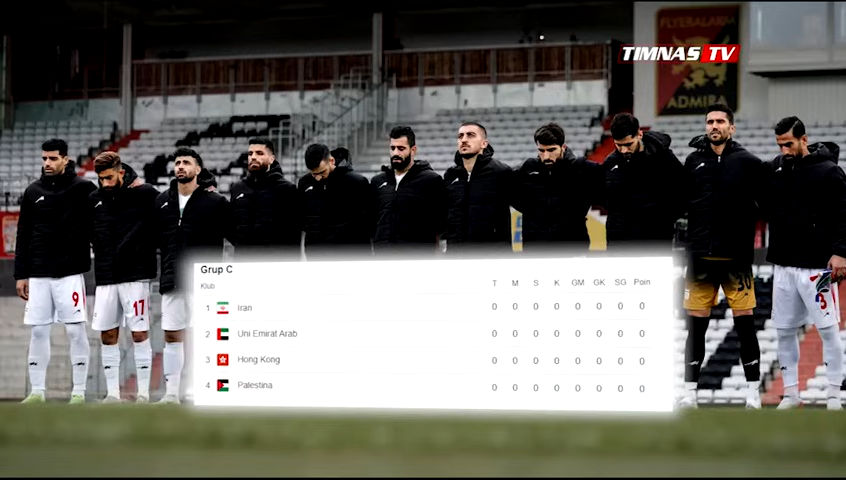 TIMNAS TV
FLYERALARM
ADMIRA
Grup C
Klub T M S K GM GK SG Poin
1 Iran 0 0 0 0 0 0 0 0
2 Uni Emirat Arab 0 0 0 0 0 0 0 0
3 Hong Kong 0 0 0 0 0 0 0 0
4 Palestina 0 0 0 0 0 0 0 0
9
17
30
3